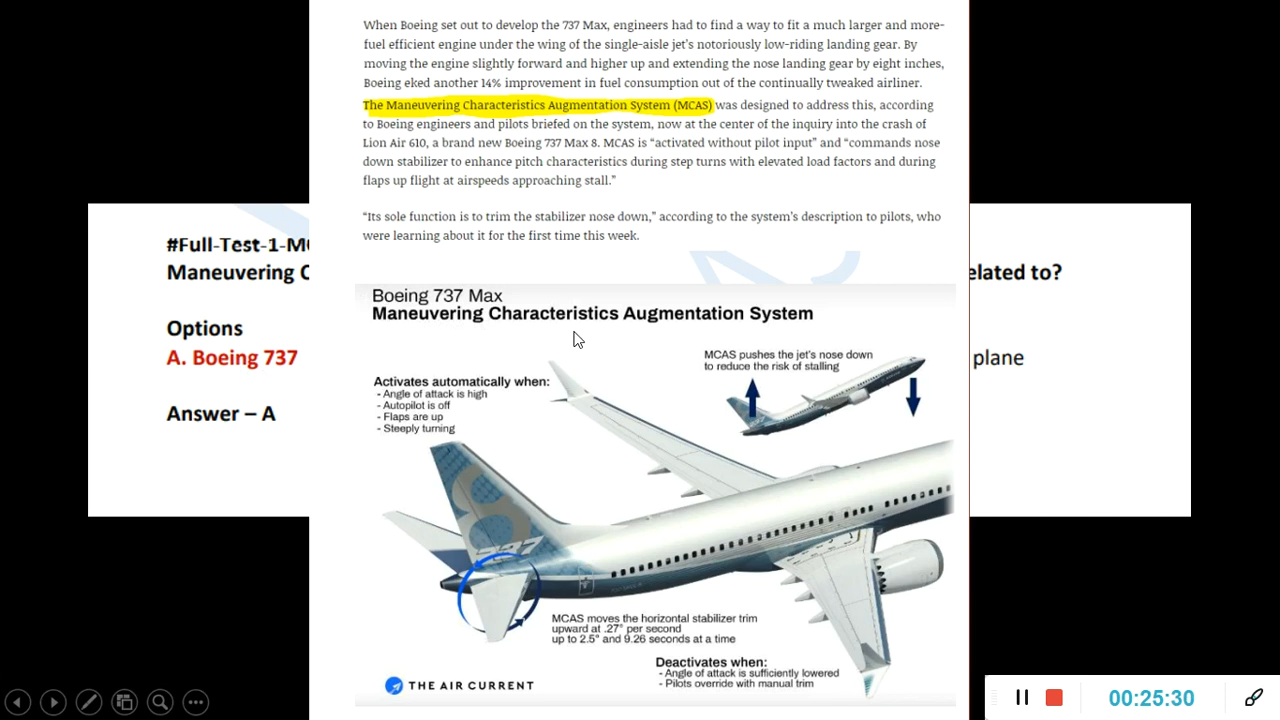 When Boeing set out to develop the 737 Max, engineers had to find a way to fit a much larger and more-
fuel efficient engine under the wing of the single-aisle jet's notoriously low-riding landing gear. By
moving the engine slightly forward and higher up and extending the nose landing gear by eight inches,
Boeing eked another 14% improvement in fuel consumption out of the continually tweaked airliner.
The Maneuvering Characteristics Augmentation System (MCAS) was designed to address this, according
to Boeing engineers and pilots briefed on the system, now at the center of the inquiry into the crash of
Lion Air 610, a brand new Boeing 737 Max 8. MCAS is “activated without pilot input” and “commands nose
down stabilizer to enhance pitch characteristics during step turns with elevated load factors and during
flaps up flight at airspeeds approaching stall.”
“Its sole function is to trim the stabilizer nose down,” according to the system's description to pilots, who
were learning about it for the first time this week.
#Full-Test-1-M
Maneuvering C
elated to?
Options
A. Boeing 737
plane
Answer – A
Boeing 737 Max
Maneuvering Characteristics Augmentation System
MCAS pushes the jet's nose down
to reduce the risk of stalling
Activates automatically when:
- Angle of attack is high
- Autopilot is off
- Flaps are up
- Steeply turning
MCAS moves the horizontal stabilizer trim
upward at .27° per second
up to 2.5° and 9.26 seconds at a time
Deactivates when:
- Angle of attack is sufficiently lowered
- Pilots override with manual trim
THE AIR CURRENT
00:25:30